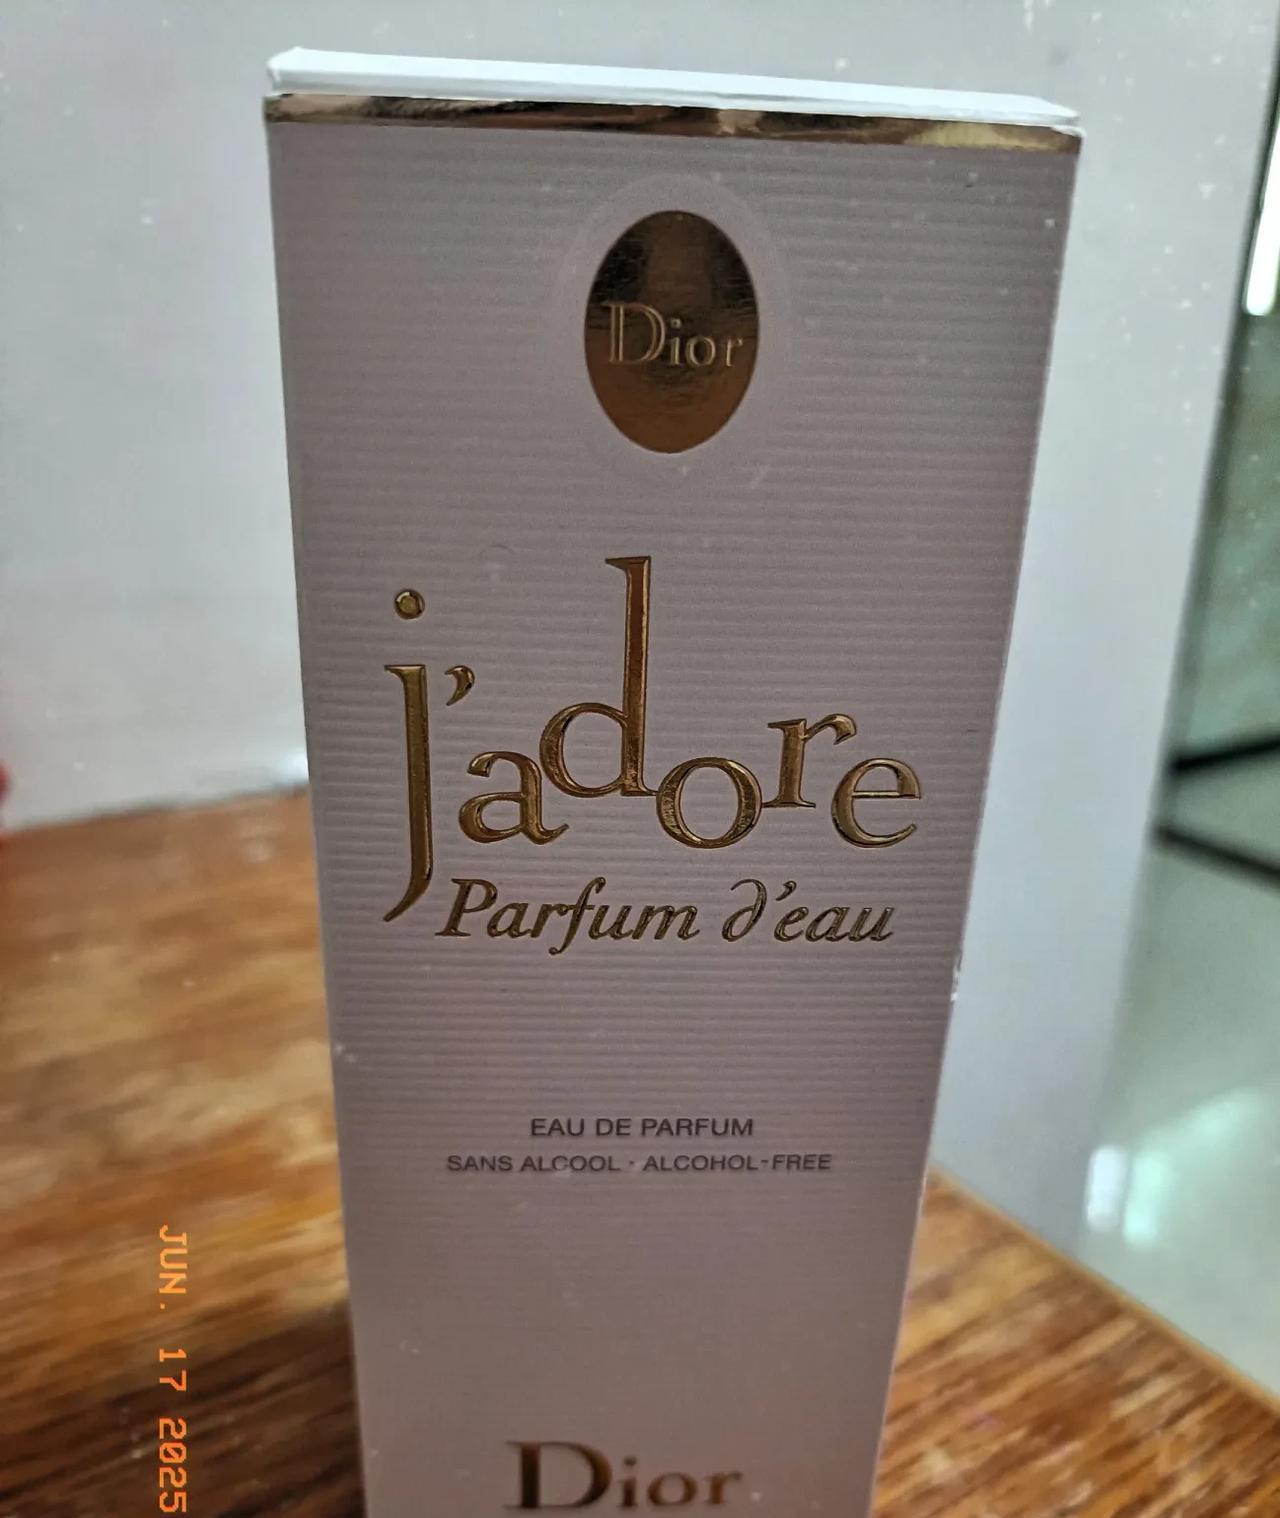 Dior
j'adore
Parfum d'eau
EAU DE PARFUM
SANS ALCOOL · ALCOHOL-FREE
Dior
JUN. 17 2025